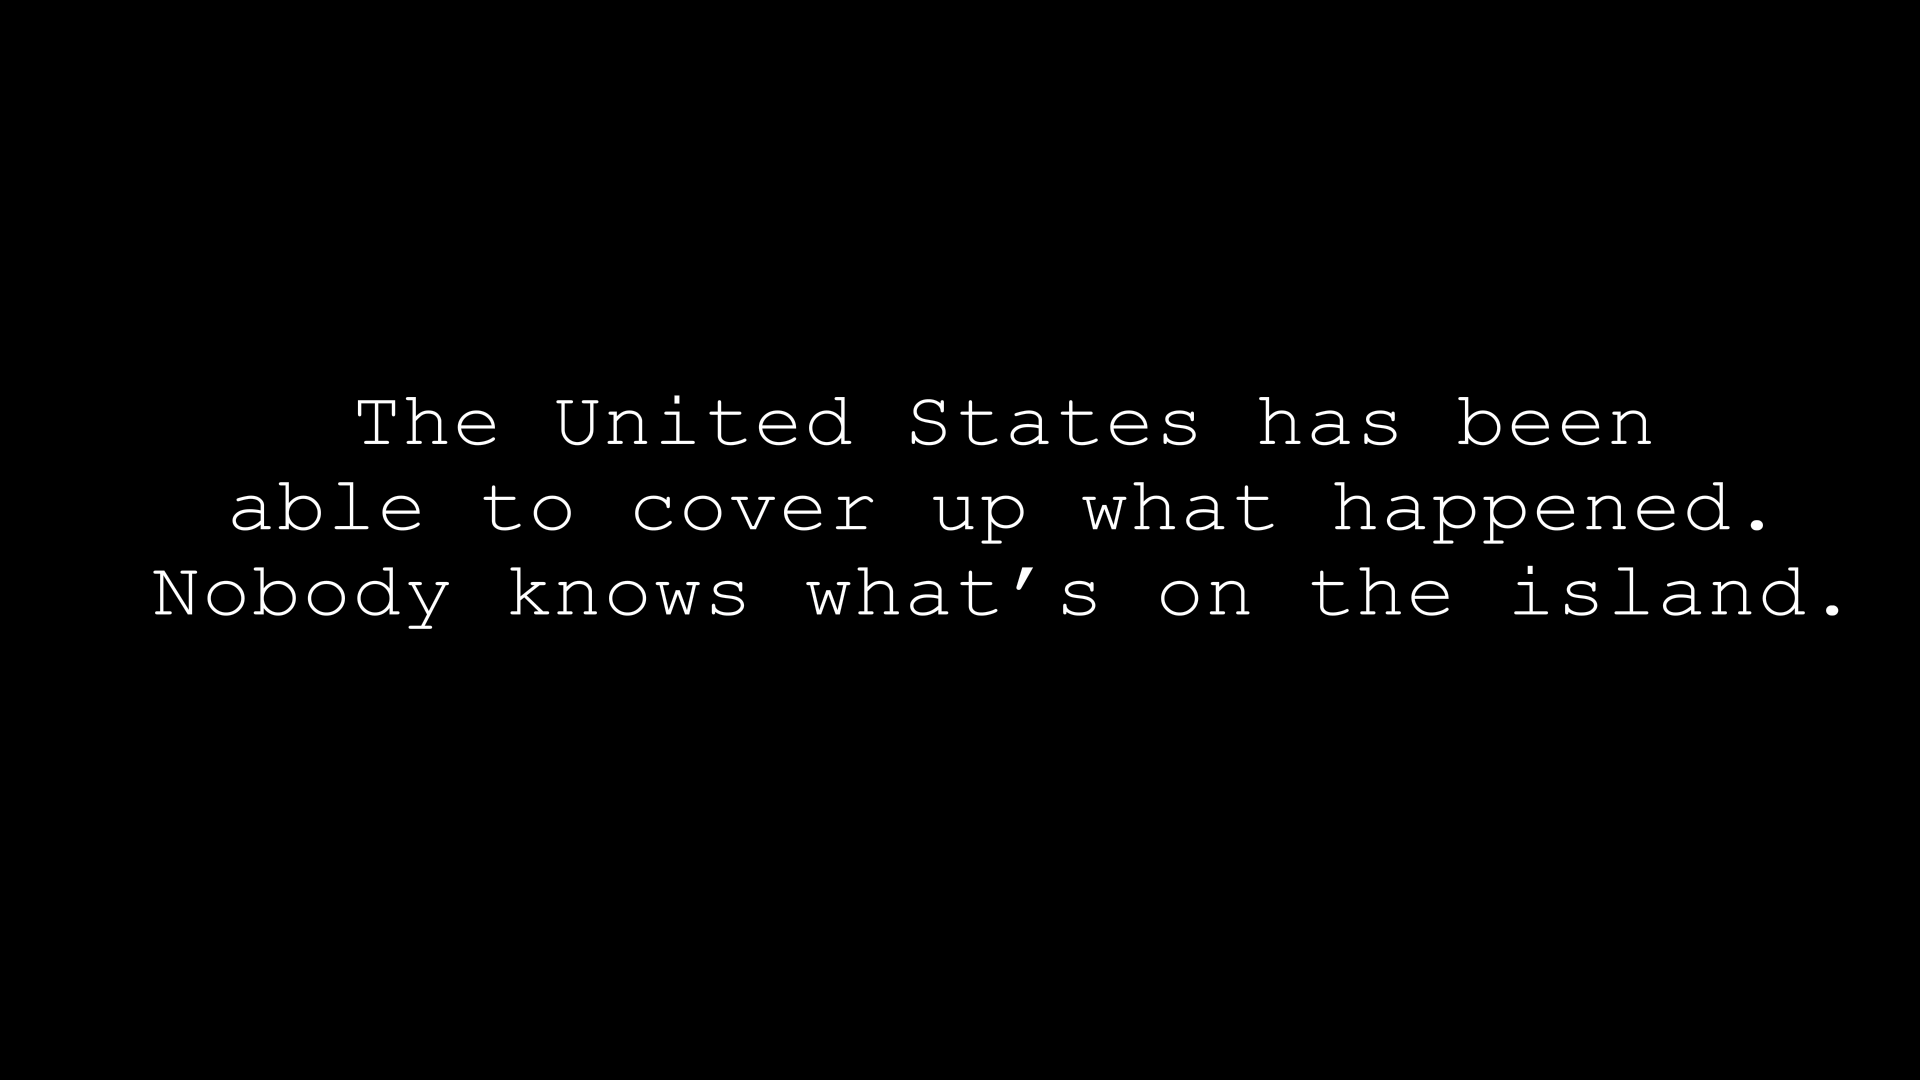 The United States has been
able to cover up what happened.
Nobody knows what’s on the island.